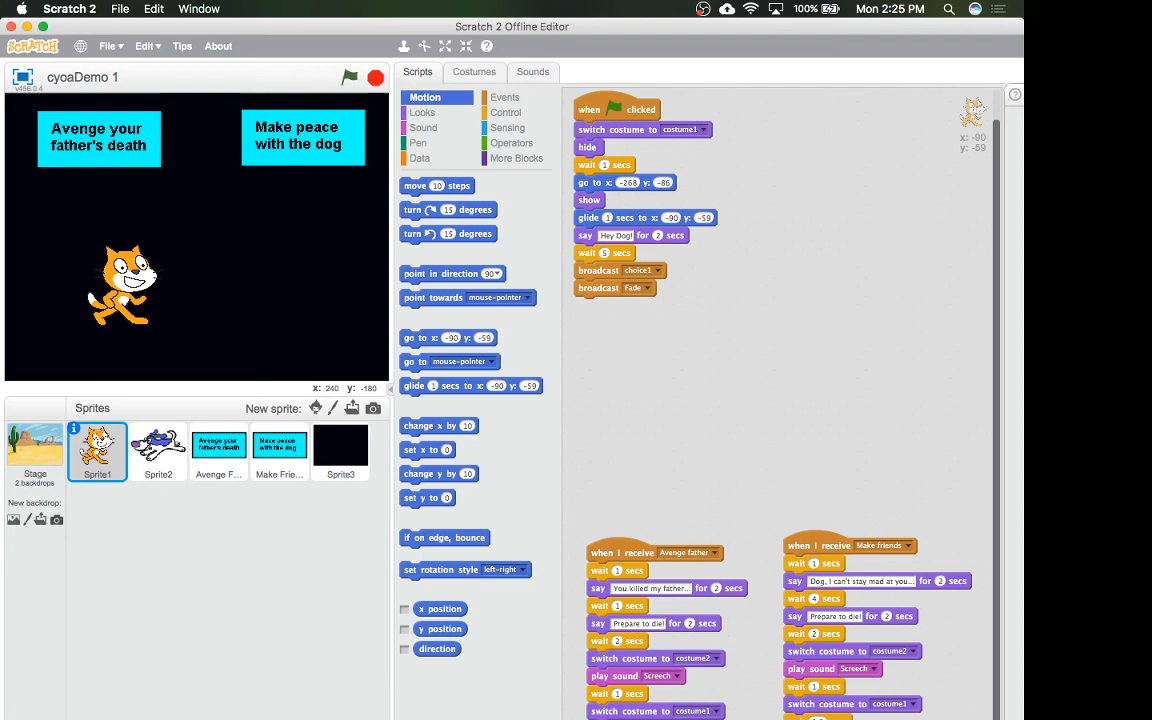 Scratch 2 File Edit Window 100% Mon 2:25 PM
Scratch 2 Offline Editor
SCRATCH File Edit Tips About
cyoaDemo 1
v456.0.4
Avenge your
father's death
Make peace
with the dog
x: 240 y: -180
Sprites New sprite:
Stage
2 backdrops
New backdrop:
Avenge your
father's death
Make peace
with the dog
Sprite1 Sprite2 Avenge F... Make Frie... Sprite3
Scripts Costumes Sounds
Motion Events
Looks Control
Sound Sensing
Pen Operators
Data More Blocks
move 10 steps
turn 15 degrees
turn 15 degrees
point in direction 90
point towards mouse-pointer
go to x: -90 y: -59
go to mouse-pointer
glide 1 secs to x: -90 y: -59
change x by 10
set x to 0
change y by 10
set y to 0
if on edge, bounce
set rotation style left-right
x position
y position
direction
when clicked
switch costume to costume1
hide
wait 1 secs
go to x: -268 y: -86
show
glide 1 secs to x: -90 y: -59
say Hey Dog! for 2 secs
wait 5 secs
broadcast choice1
broadcast Fade
x: -90
y: -59
when I receive Avenge father
wait 1 secs
say You killed my father... for 2 secs
wait 1 secs
say Prepare to die! for 2 secs
wait 2 secs
switch costume to costume2
play sound Screech
wait 1 secs
switch costume to costume1
when I receive Make friends
wait 1 secs
say Dog, I can't stay mad at you... for 2 secs
wait 4 secs
say Prepare to die! for 2 secs
wait 2 secs
switch costume to costume2
play sound Screech
wait 1 secs
switch costume to costume1